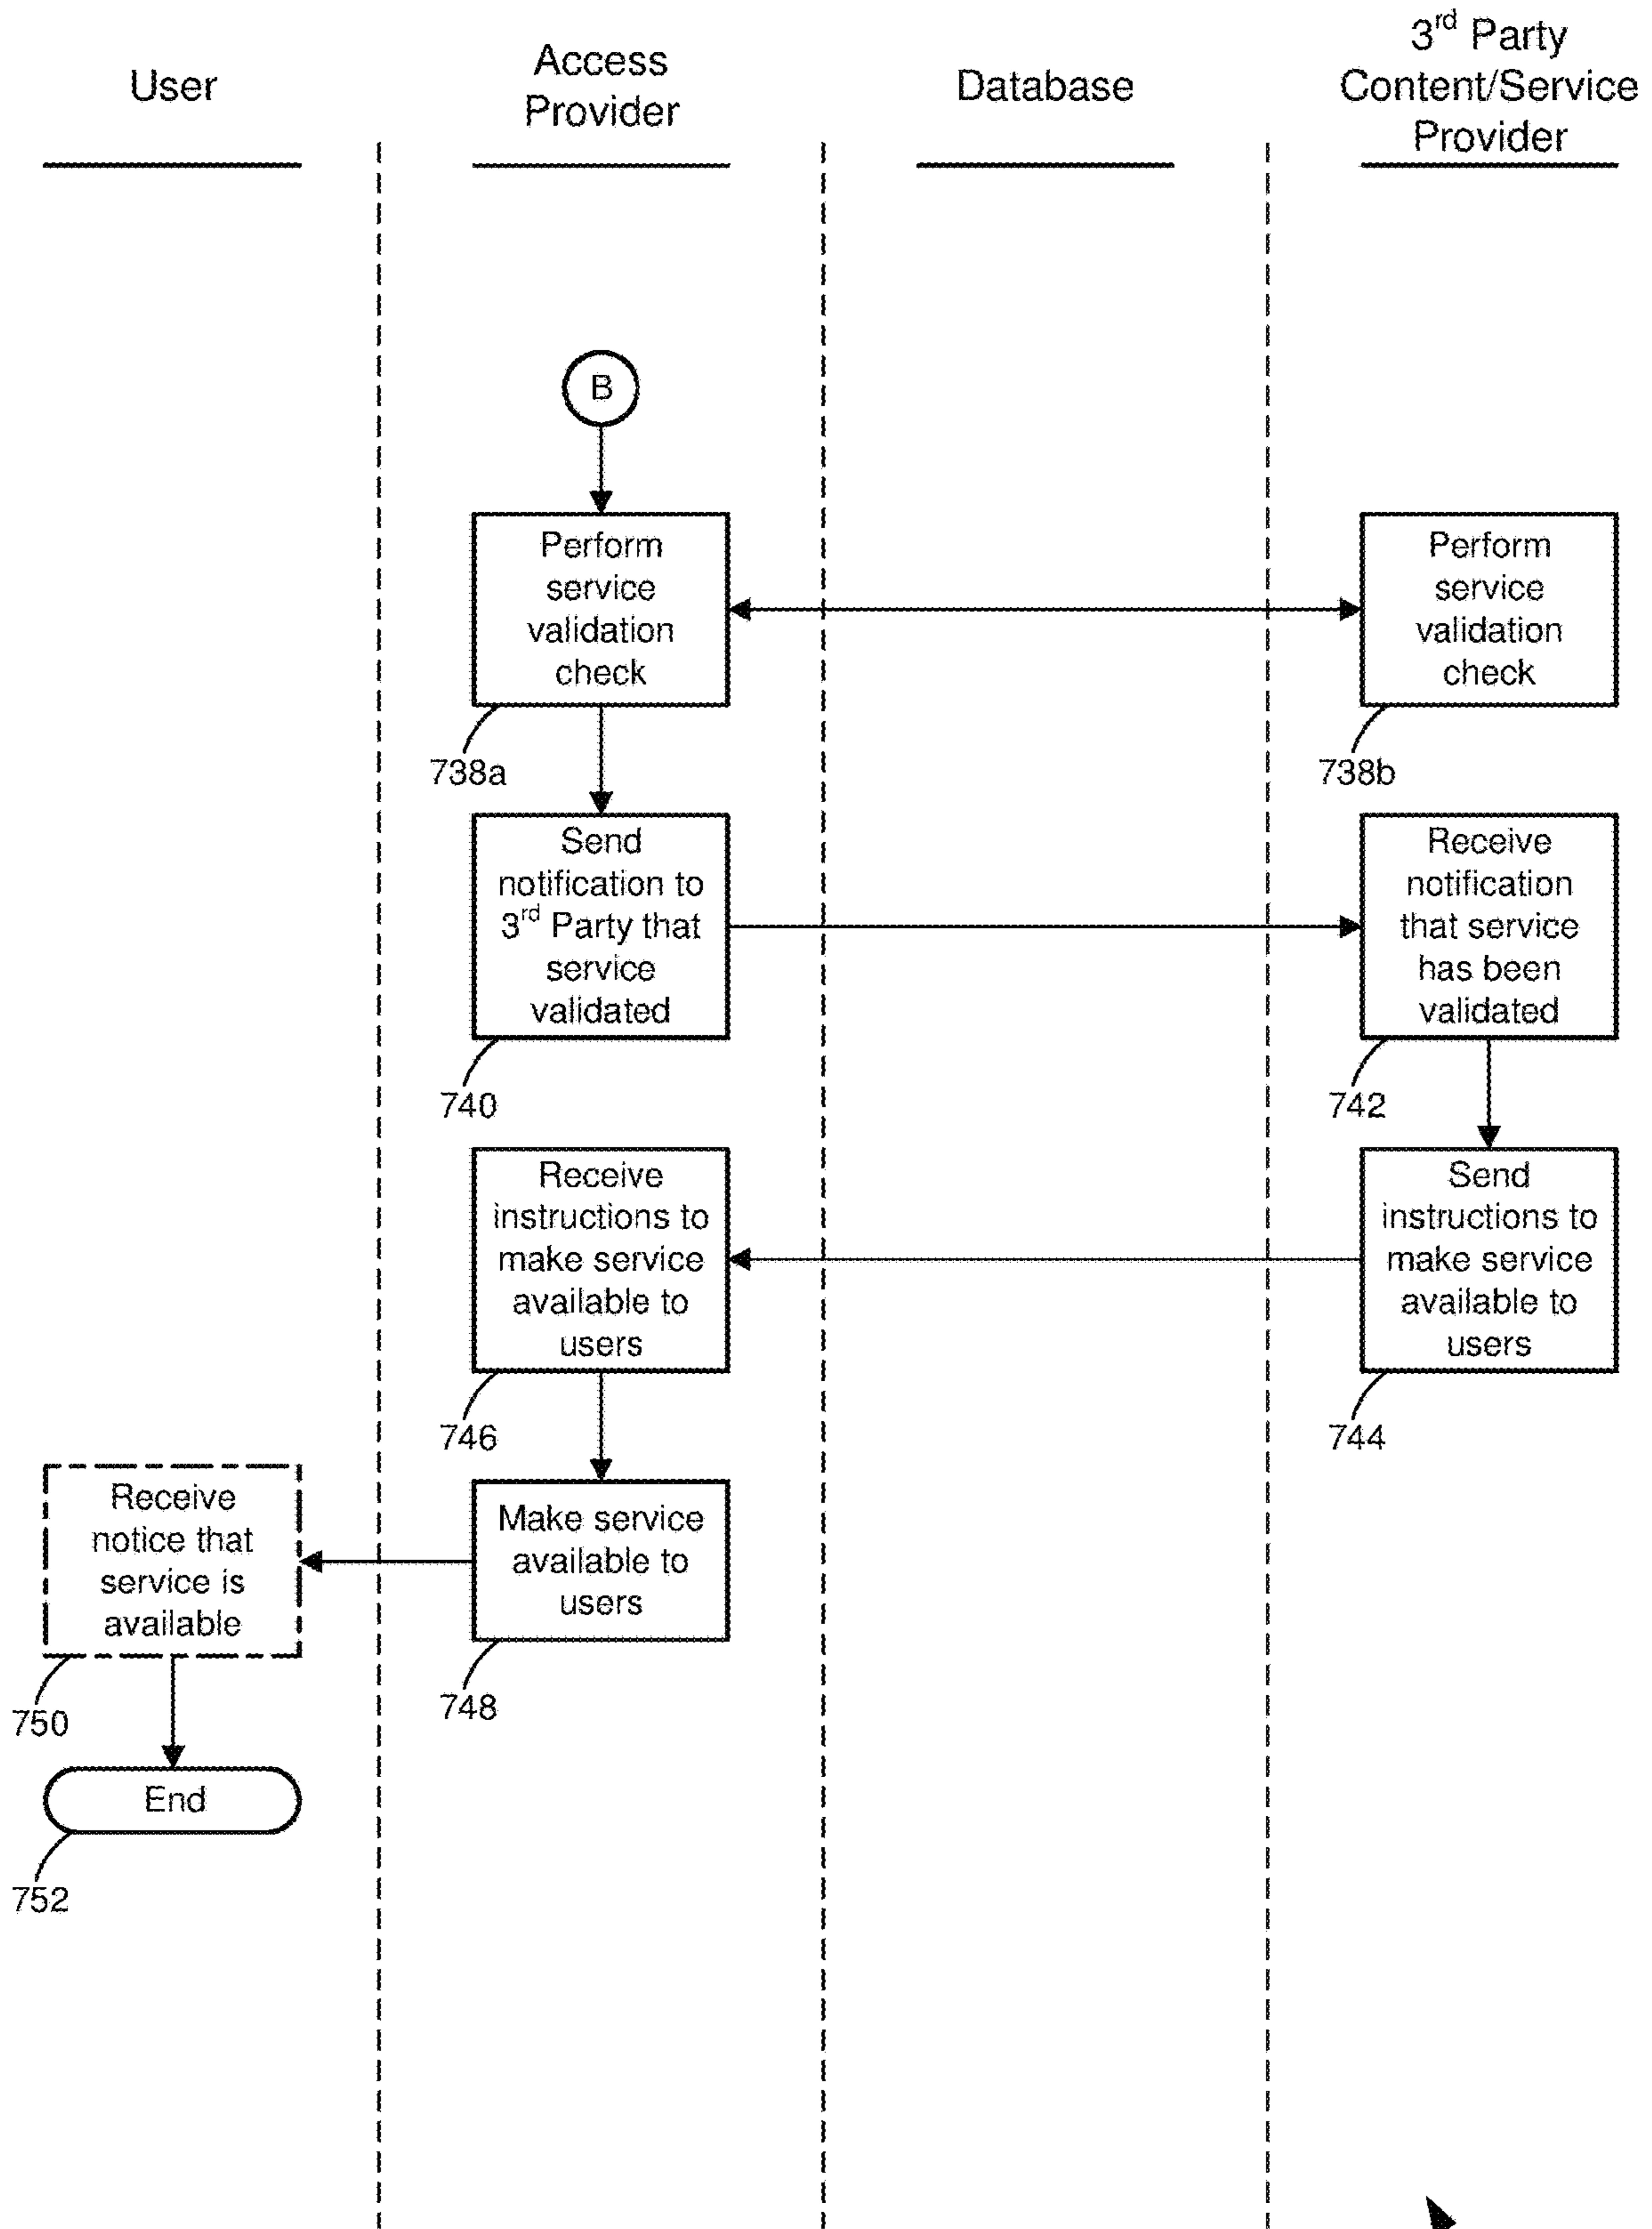 User
Access
Provider
Database
3rd Party
Content/Service
Provider
B
Perform
service
validation
check
738a
Perform
service
validation
check
738b
Send
notification to
3rd Party that
service
validated
740
Receive
notification
that service
has been
validated
742
Receive
instructions to
make service
available to
users
746
Send
instructions to
make service
available to
users
744
Receive
notice that
service is
available
750
Make service
available to
users
748
End
752